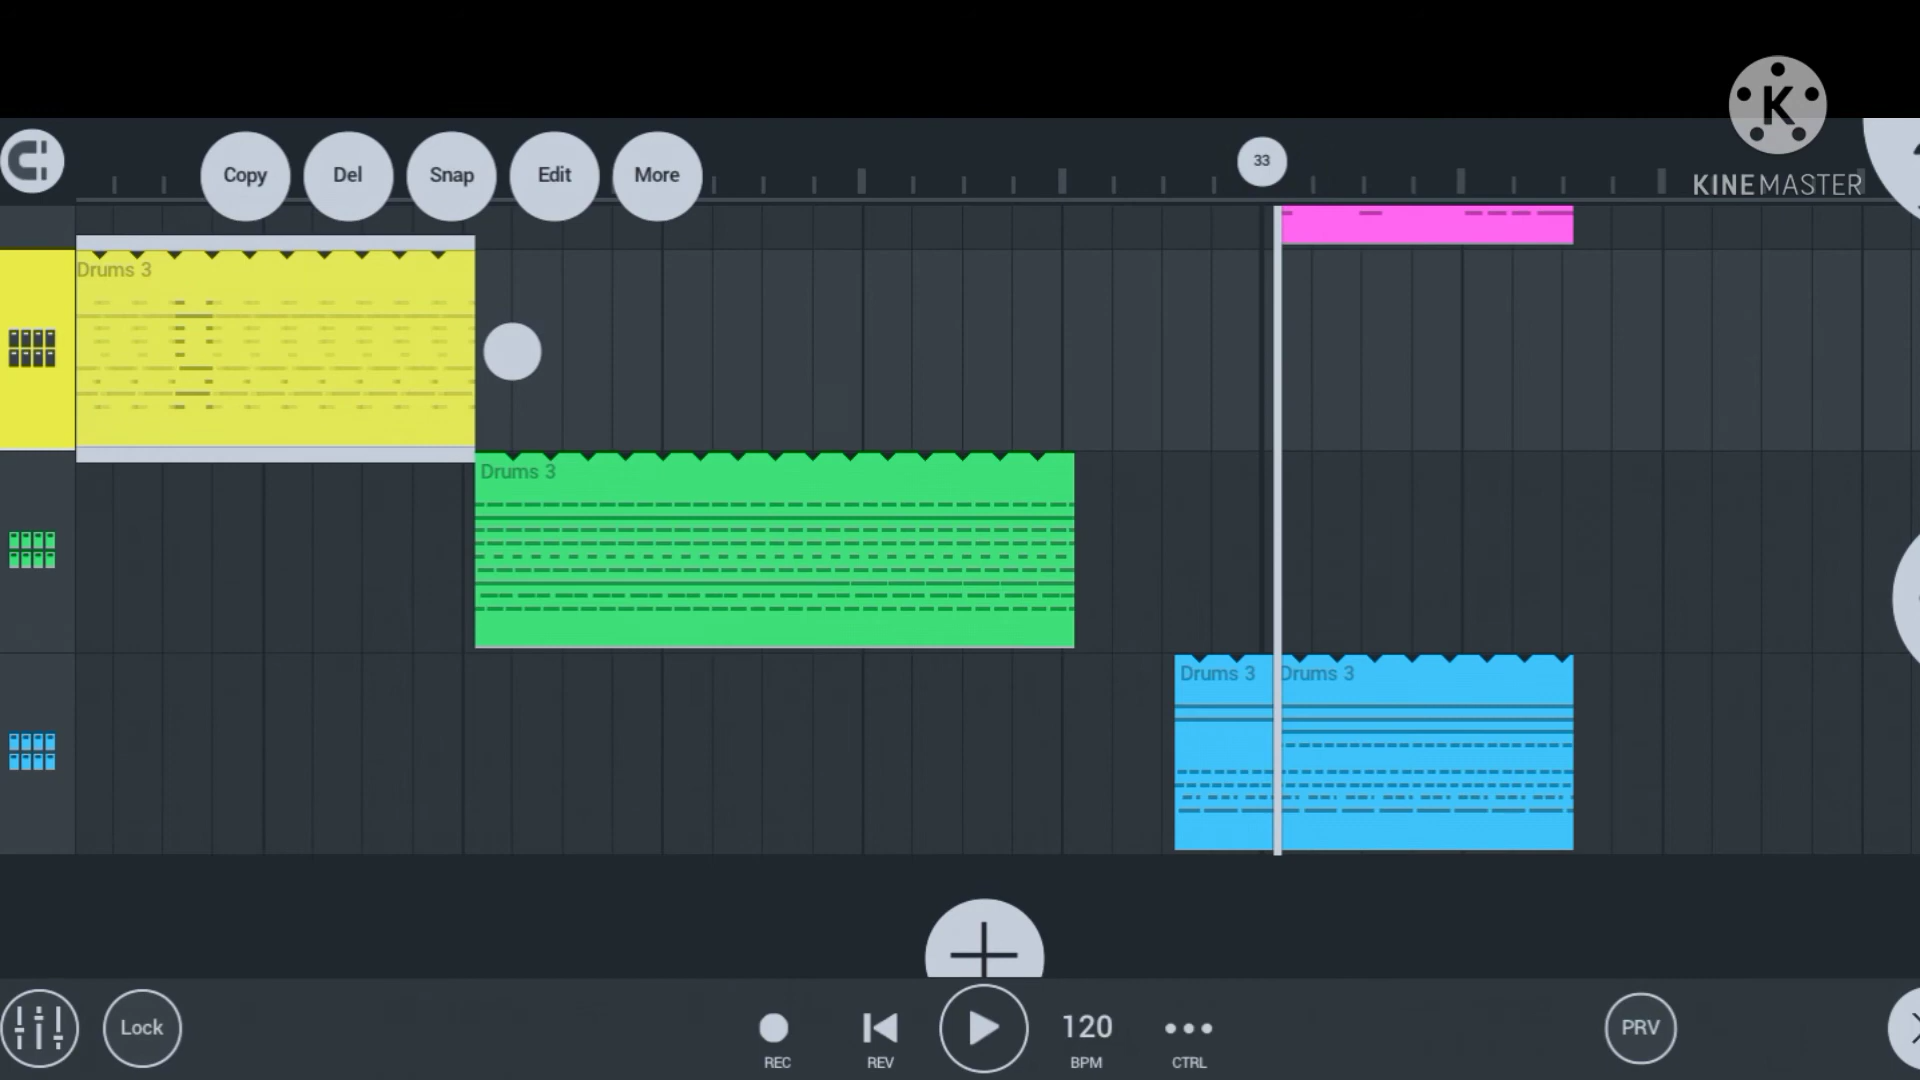 K
KINEMASTER
Copy Del Snap Edit More 33
Drums 3
Drums 3
Drums 3 Drums 3
Lock 120 PRV
REC REV BPM CTRL